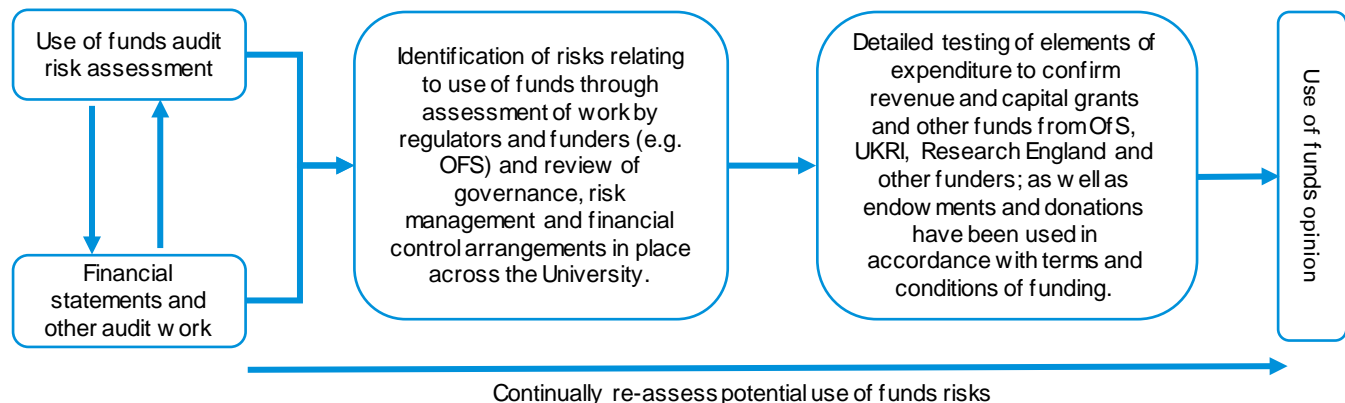 Use of funds audit
risk assessment
Financial
statements and
other audit work
Identification of risks relating
to use of funds through
assessment of work by
regulators and funders (e.g.
OFS) and review of
governance, risk
management and financial
control arrangements in place
across the University.
Detailed testing of elements of
expenditure to confirm
revenue and capital grants
and other funds from OfS,
UKRI, Research England and
other funders; as well as
endowments and donations
have been used in
accordance with terms and
conditions of funding.
Use of funds opinion
Continually re-assess potential use of funds risks